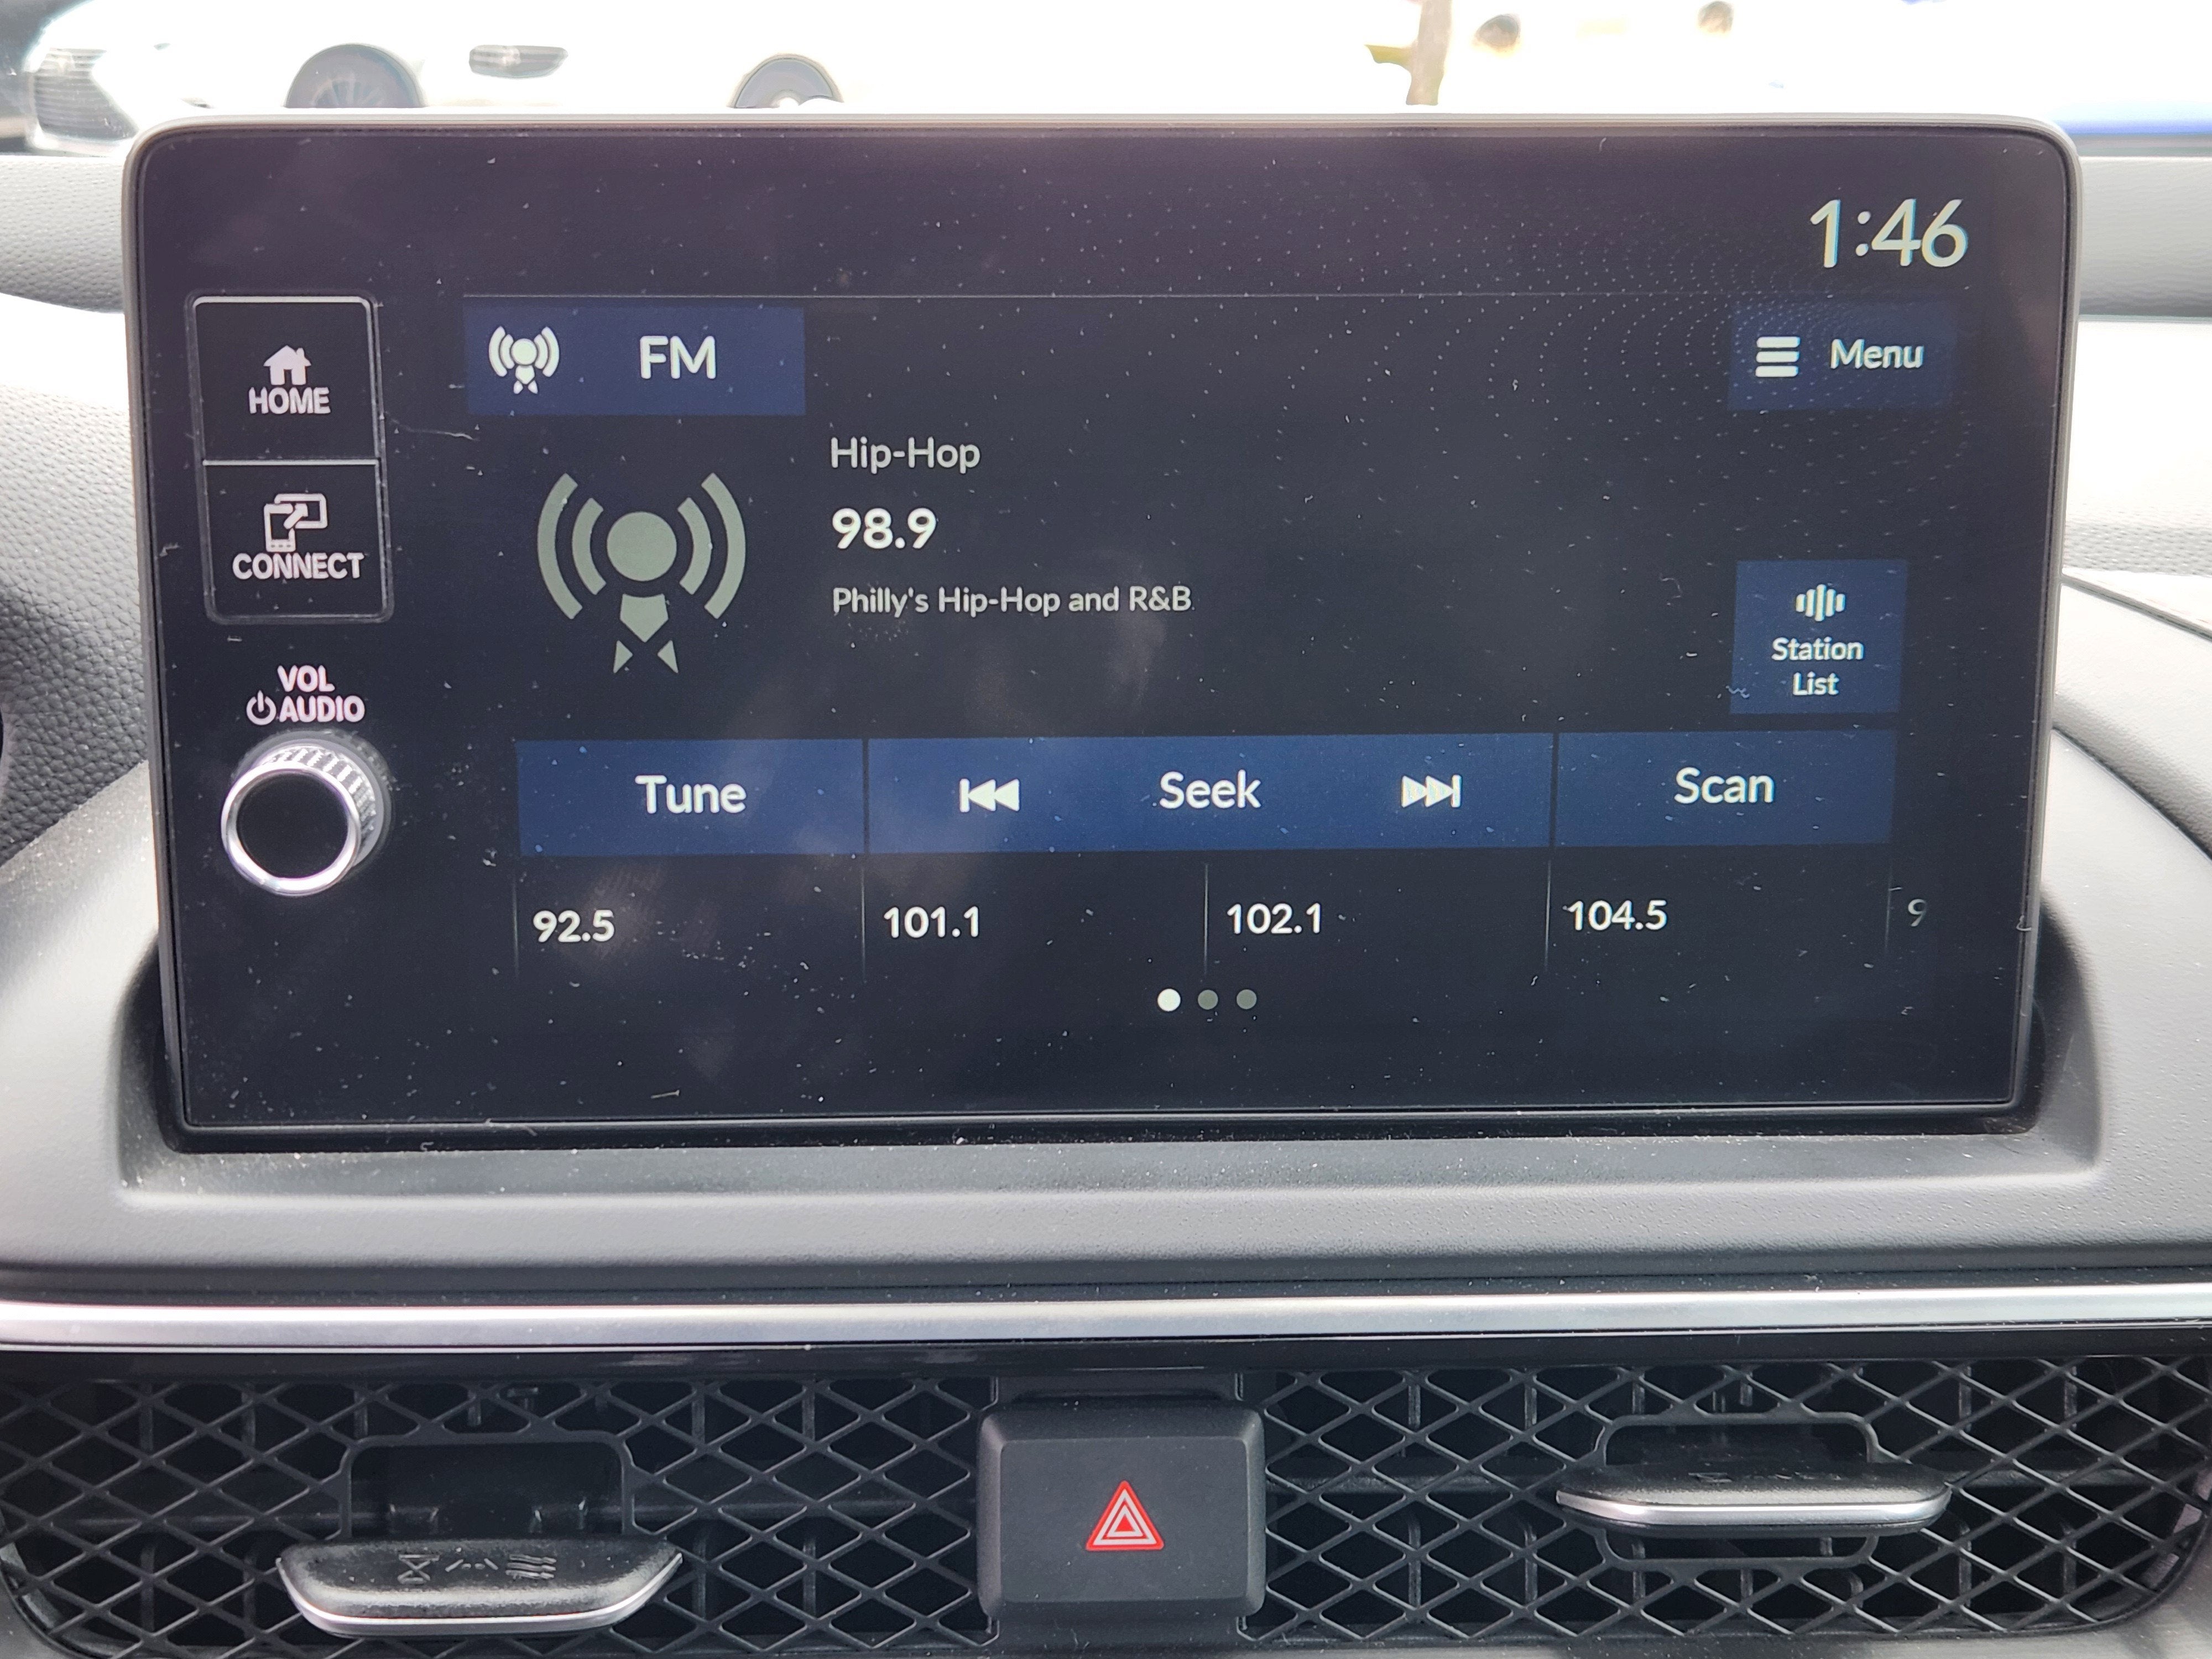 1:46
HOME
CONNECT
VOL
AUDIO
FM
Menu
Hip-Hop
98.9
Philly's Hip-Hop and R&B
Station
List
Tune
Seek
Scan
92.5
101.1
102.1
104.5
9